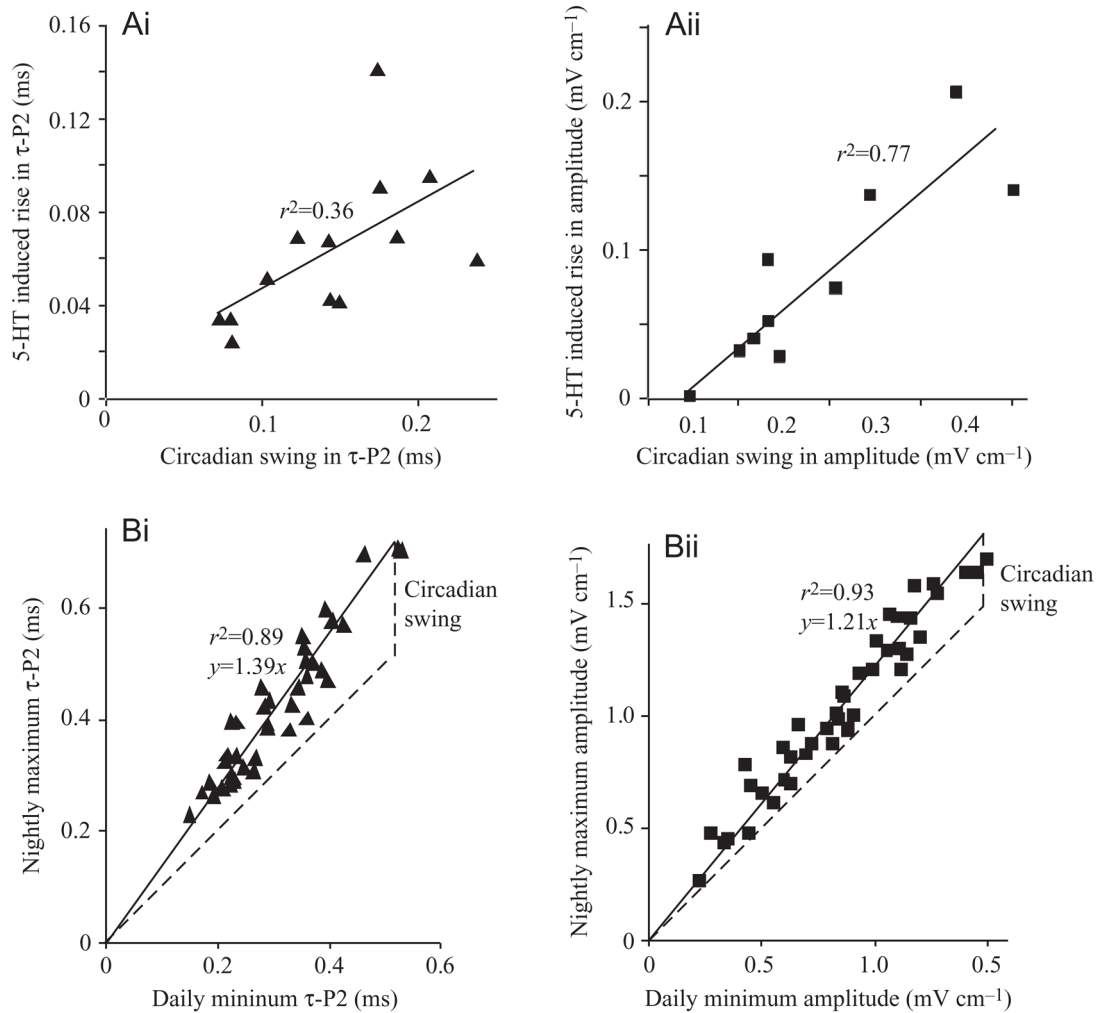 Ai
5-HT induced rise in τ-P2 (ms)
0.16
0.12
0.08
0.04
0
r²=0.36
0
0.1
0.2
Circadian swing in τ-P2 (ms)
Aii
5-HT induced rise in amplitude (mV cm–1)
0.2
0.1
0
r²=0.77
0.1
0.2
0.3
0.4
Circadian swing in amplitude (mV cm–1)
Bi
Nightly maximum τ-P2 (ms)
0.6
0.4
0.2
0
r²=0.89
y=1.39x
Circadian
swing
0
0.2
0.4
0.6
Daily mininum τ-P2 (ms)
Bii
Nightly maximum amplitude (mV cm–1)
1.5
1.0
0.5
0
r²=0.93
y=1.21x
Circadian
swing
0
0.5
1.0
0.5
Daily minimum amplitude (mV cm–1)